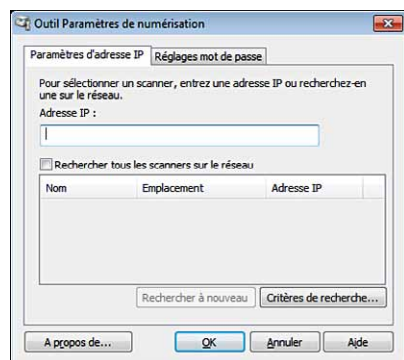 Outil Paramètres de numérisation
Paramètres d'adresse IP
Réglages mot de passe
Pour sélectionner un scanner, entrez une adresse IP ou recherchez-en
une sur le réseau.
Adresse IP :
Rechercher tous les scanners sur le réseau
Nom
Emplacement
Adresse IP
Rechercher à nouveau
Critères de recherche...
A propos de...
OK
Annuler
Aide